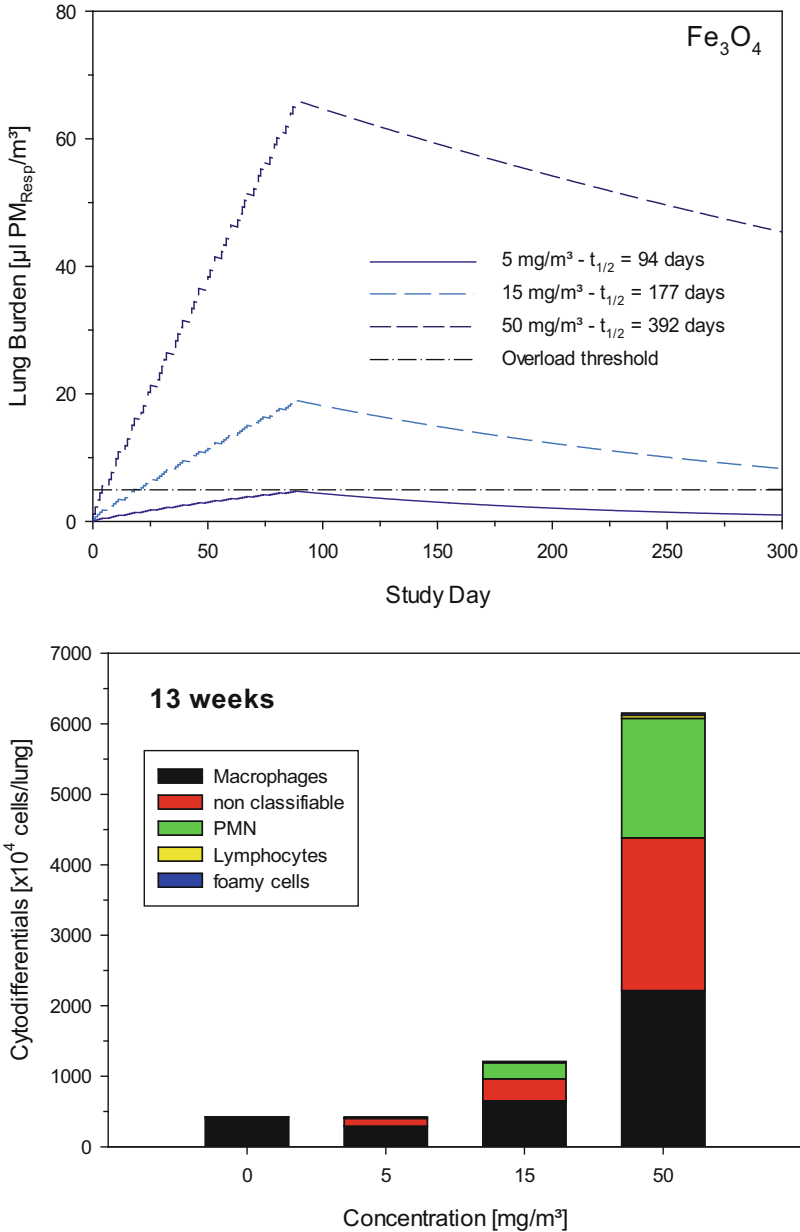 Fe₃O₄
80
60
40
20
0
Lung Burden [µl PM_Resp/m³]
5 mg/m³ - t₁/₂ = 94 days
15 mg/m³ - t₁/₂ = 177 days
50 mg/m³ - t₁/₂ = 392 days
Overload threshold
0 50 100 150 200 250 300
Study Day
7000
6000
5000
4000
3000
2000
1000
0
Cytodifferentials [x10⁴ cells/lung]
13 weeks
Macrophages
non classifiable
PMN
Lymphocytes
foamy cells
0 5 15 50
Concentration [mg/m³]